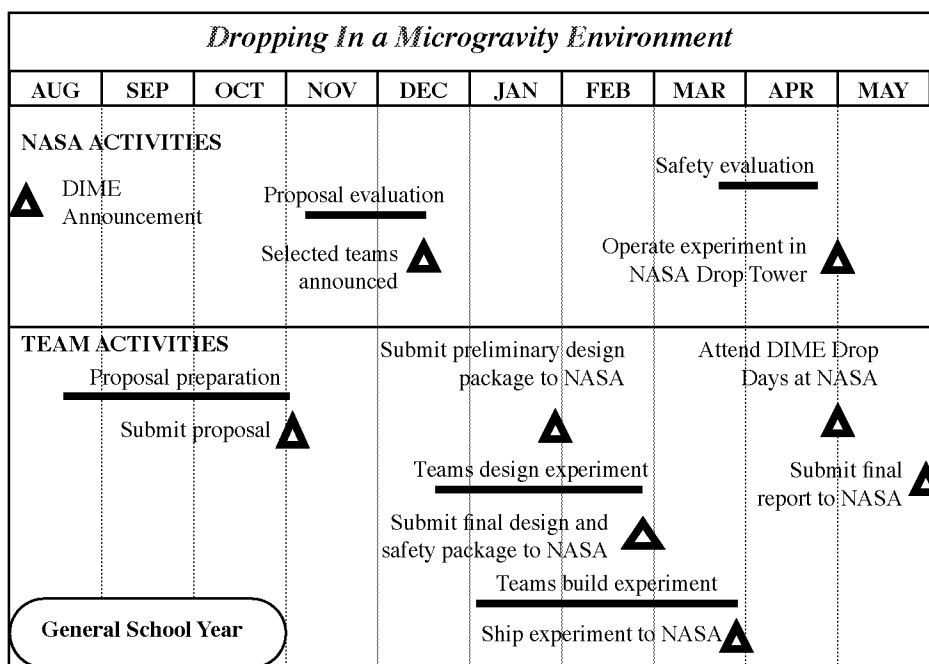 Dropping In a Microgravity Environment
AUG SEP OCT NOV DEC JAN FEB MAR APR MAY
NASA ACTIVITIES
DIME
Announcement
Proposal evaluation
Selected teams
announced
Safety evaluation
Operate experiment in
NASA Drop Tower
TEAM ACTIVITIES
Proposal preparation
Submit proposal
Submit preliminary design
package to NASA
Teams design experiment
Submit final design and
safety package to NASA
Teams build experiment
Ship experiment to NASA
Attend DIME Drop
Days at NASA
Submit final
report to NASA
General School Year